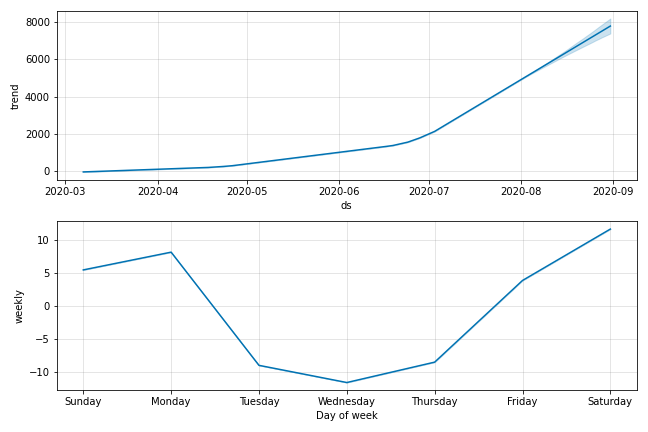 8000
6000
4000
2000
0
trend
2020-03 2020-04 2020-05 2020-06 2020-07 2020-08 2020-09
ds
10
5
0
−5
−10
weekly
Sunday Monday Tuesday Wednesday Thursday Friday Saturday
Day of week